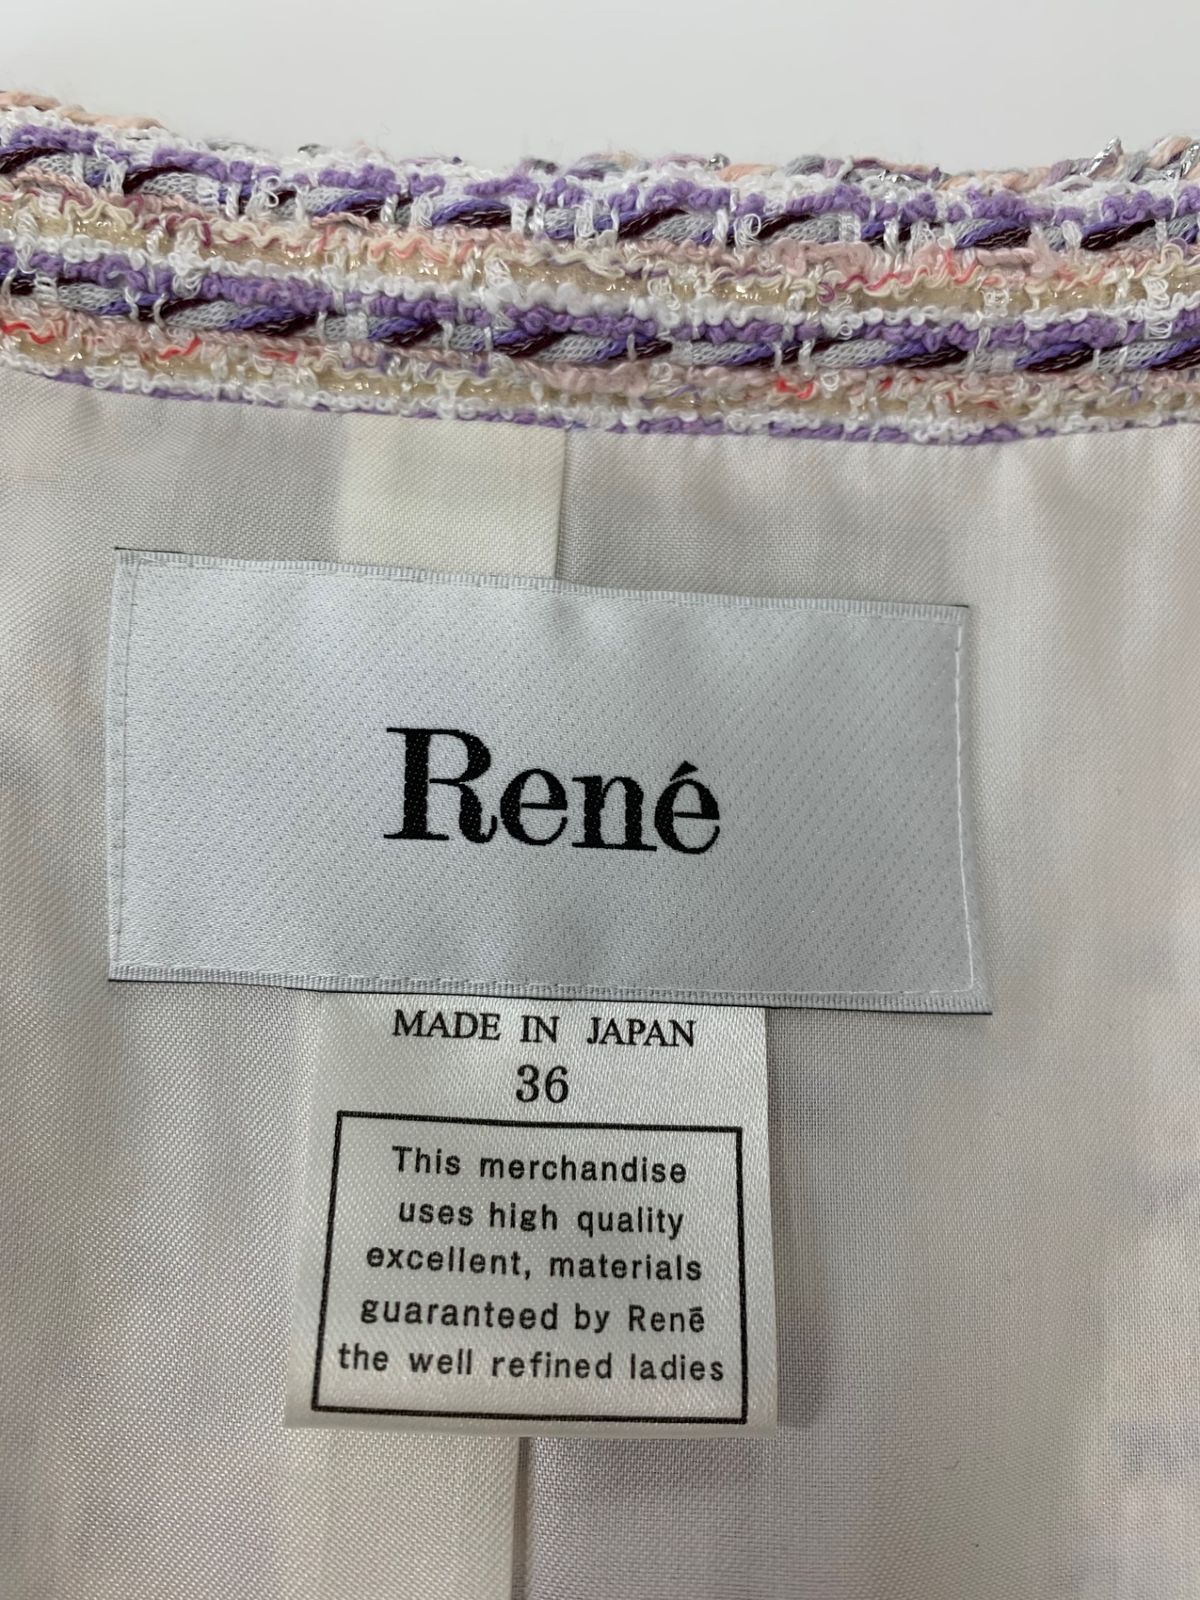 René
MADE IN JAPAN
36
This merchandise
uses high quality
excellent, materials
guaranteed by Renē
the well refined ladies